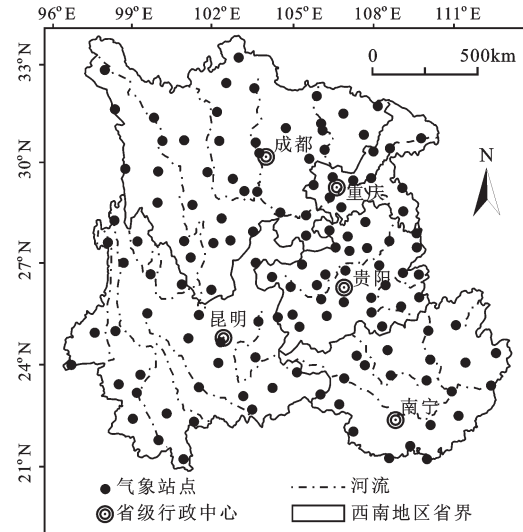 96°E 99°E 102°E 105°E 108°E 111°E
33°N
0 500km
成都
30°N
N
重庆
27°N
贵阳
昆明
24°N
南宁
21°N
气象站点 河流
省级行政中心 西南地区省界